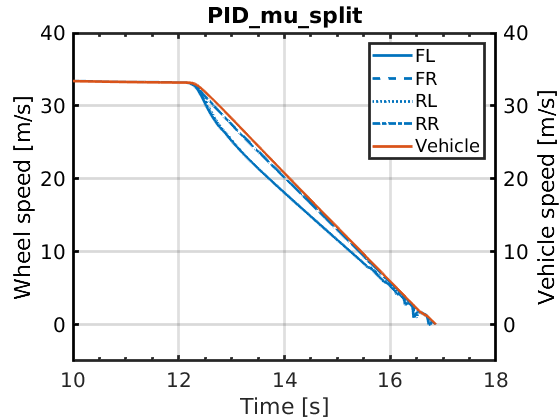 PID_mu_split
40
30
20
10
0
Wheel speed [m/s]
40
30
20
10
0
Vehicle speed [m/s]
FL
FR
RL
RR
Vehicle
10
12
14
16
18
Time [s]